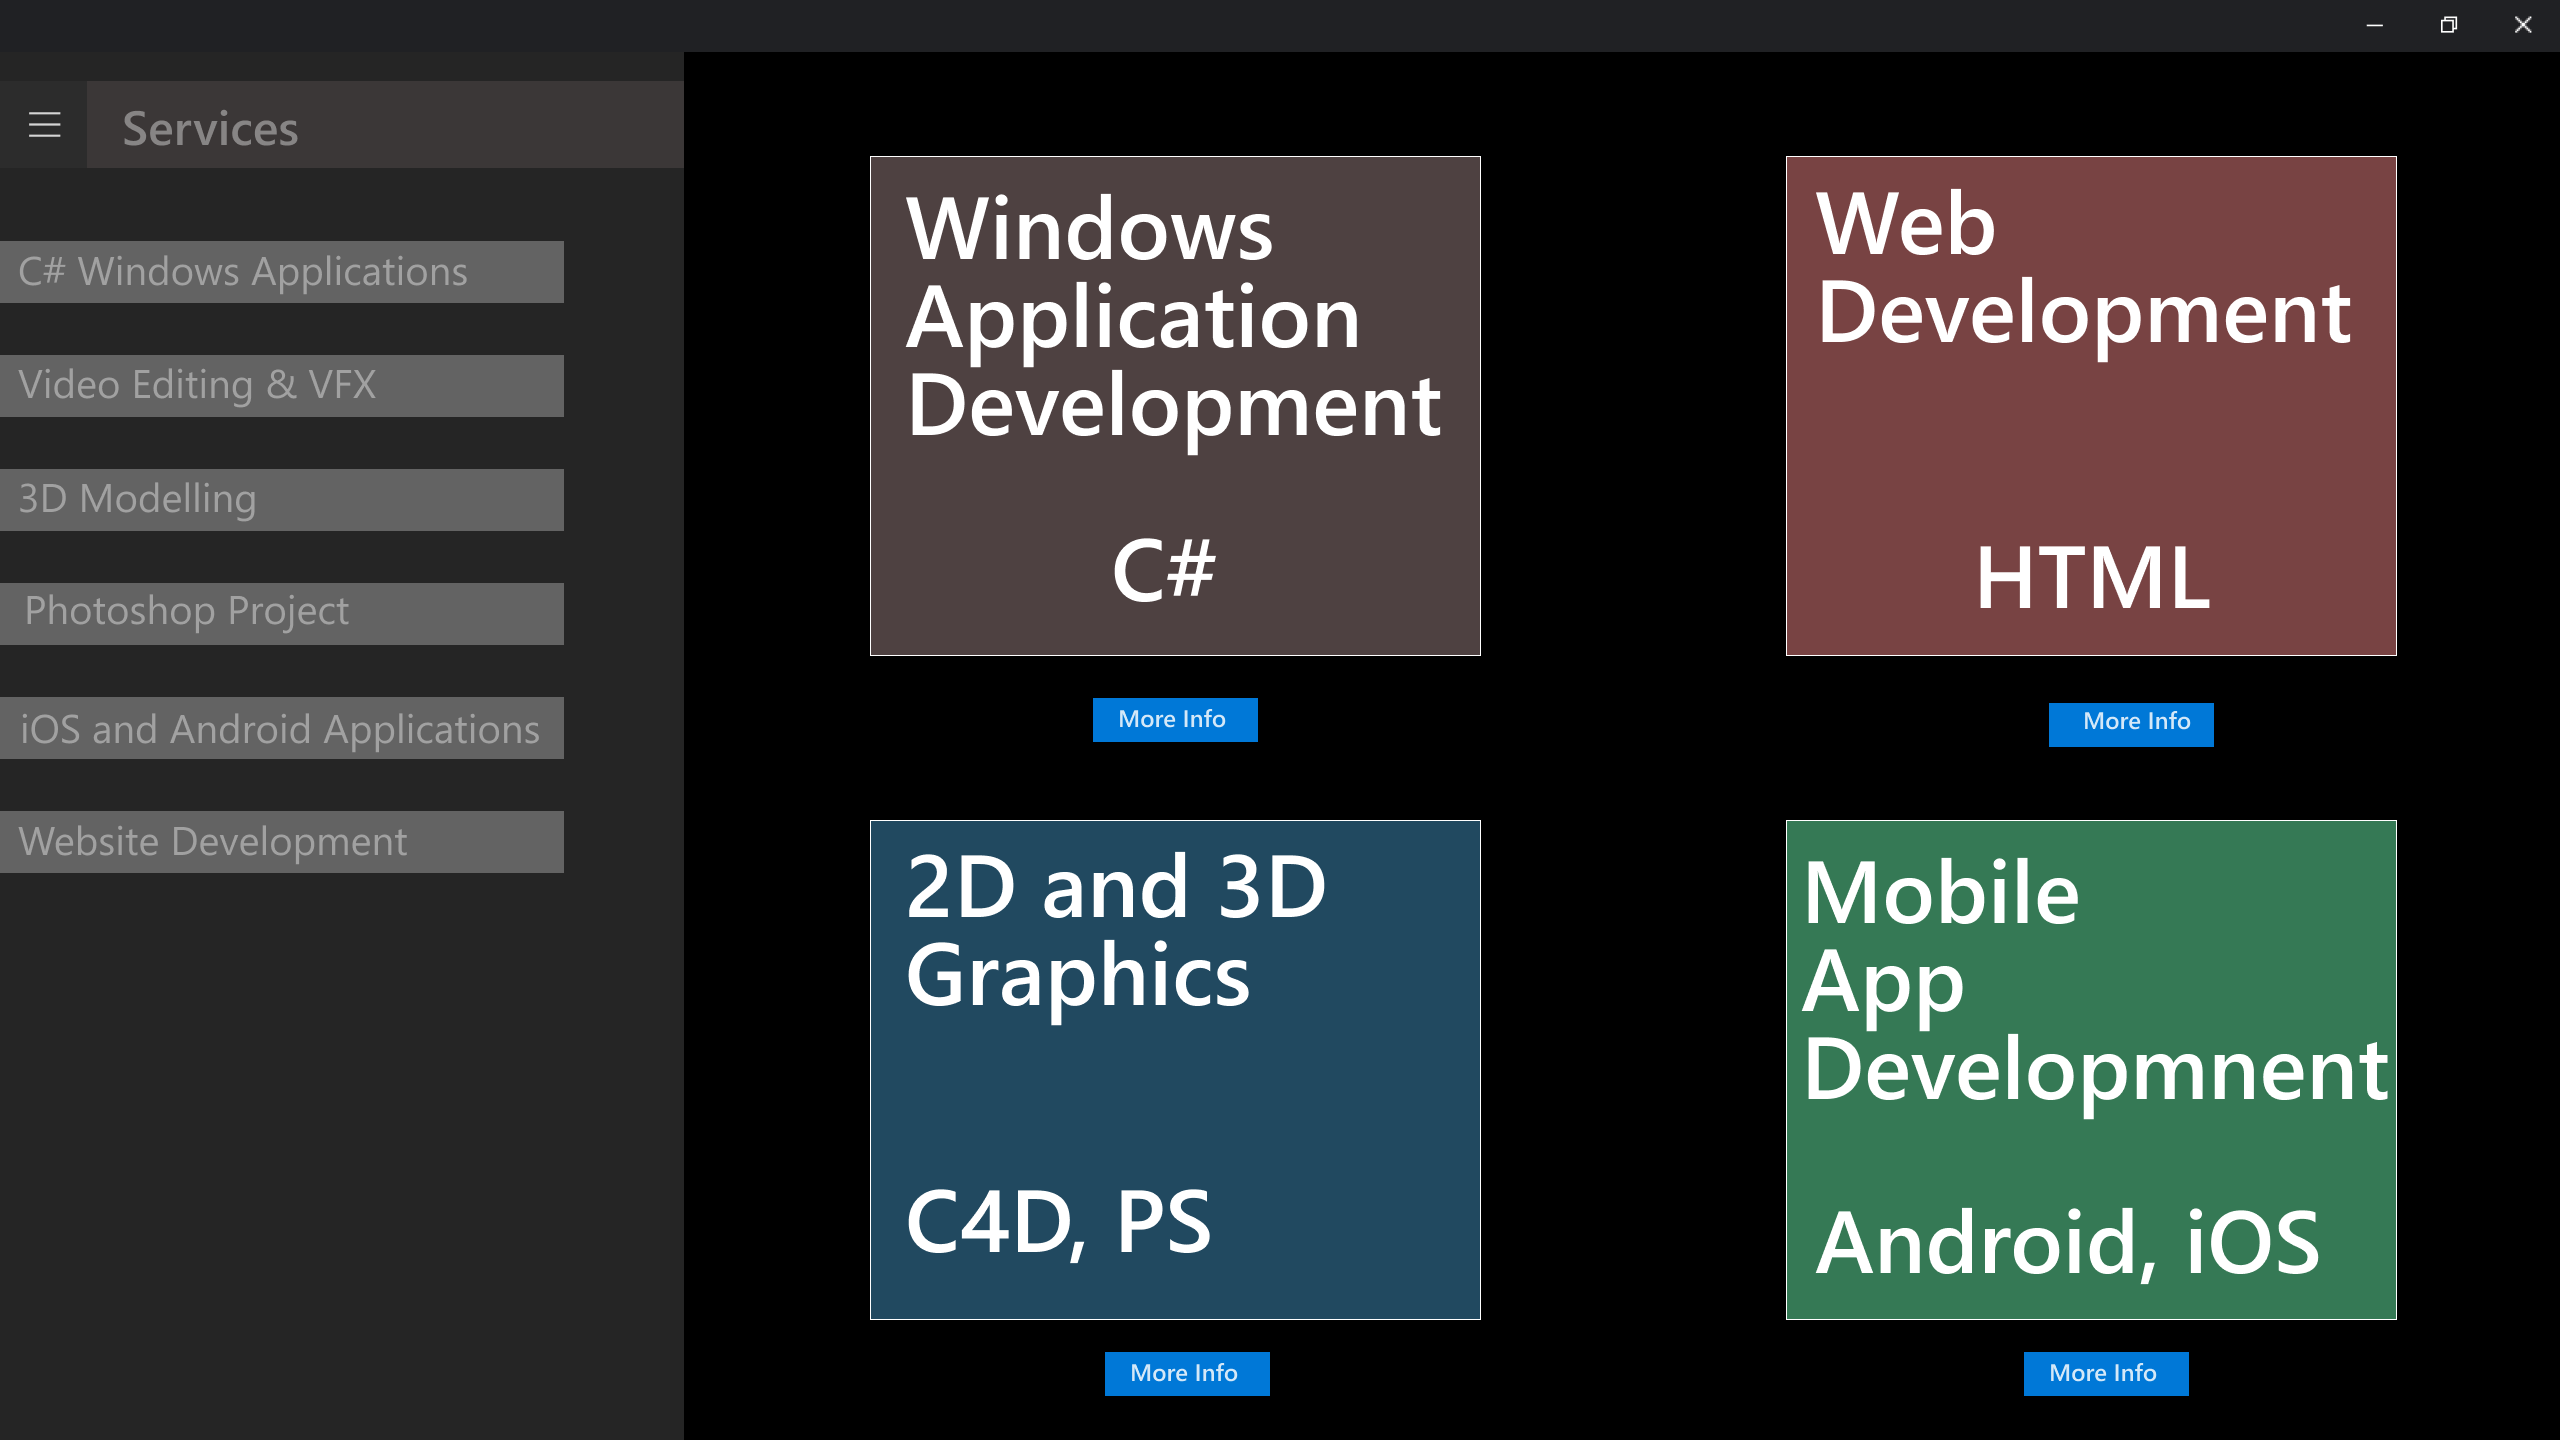 Services
C# Windows Applications
Video Editing & VFX
3D Modelling
Photoshop Project
iOS and Android Applications
Website Development
Windows
Application
Development
C#
More Info
Web
Development
HTML
More Info
2D and 3D
Graphics
C4D, PS
More Info
Mobile
App
Developmnent
Android, iOS
More Info